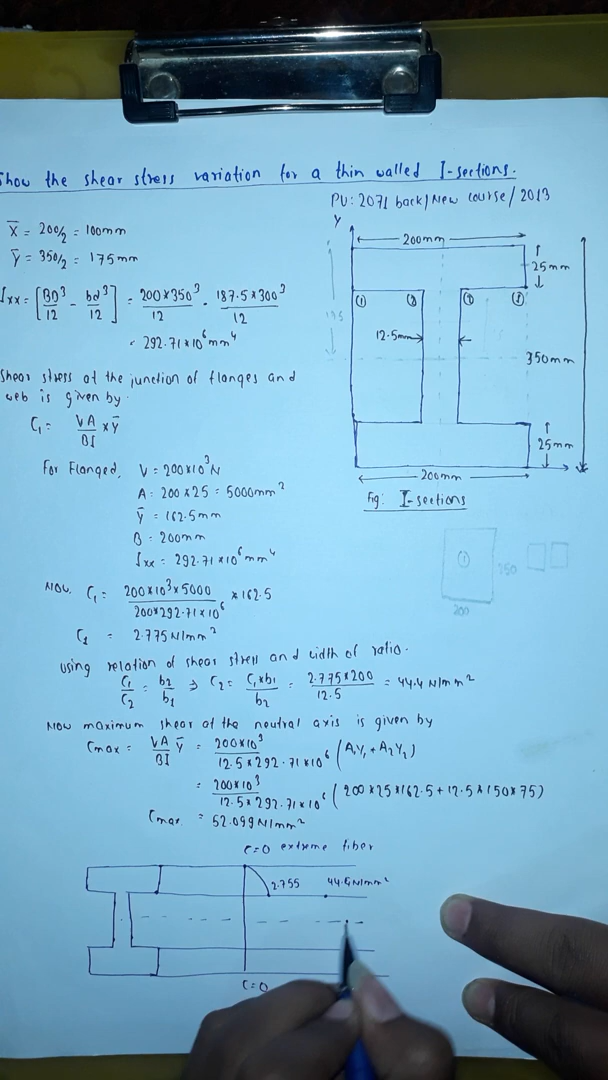 Show the shear stress variation for a thin walled I-sections.
PU: 2071 back/New course/2013
X̅ = 200/2 = 100mm
Y̅ = 350/2 = 175mm
Ixx = [BD³/12 - bd³/12] = 200×350³/12 - 187.5×300³/12
= 292.71×10⁶ mm⁴
Shear stress at the junction of flanges and
web is given by.
τ₁ = VA/BI × y̅
For Flanged, V = 200×10³ N
A = 200×25 = 5000mm²
y̅ = 162.5mm
B = 200mm
Ixx = 292.71×10⁶ mm⁴
Now, τ₁ = 200×10³×5000/200×292.71×10⁶ × 162.5
τ₁ = 2.775 N/mm²
Using relation of shear stress and width of ratio.
τ₁/τ₂ = b₂/b₁ ⇒ τ₂ = τ₁×b₁/b₂ = 2.775×200/12.5 = 44.4 N/mm²
Now maximum shear at the neutral axis is given by
τmax = VA/BI y̅ = 200×10³/12.5×292.71×10⁶ (A₁Y₁ + A₂Y₂)
= 200×10³/12.5×292.71×10⁶ (200×25×162.5 + 12.5×150×75)
τmax = 52.099 N/mm²
Y
200mm
25mm
① ② ② ①
12.5mm
350mm
25mm
200mm
Fig: I-sections
①
200
τ=0 extreme fiber
2.755
τ=0